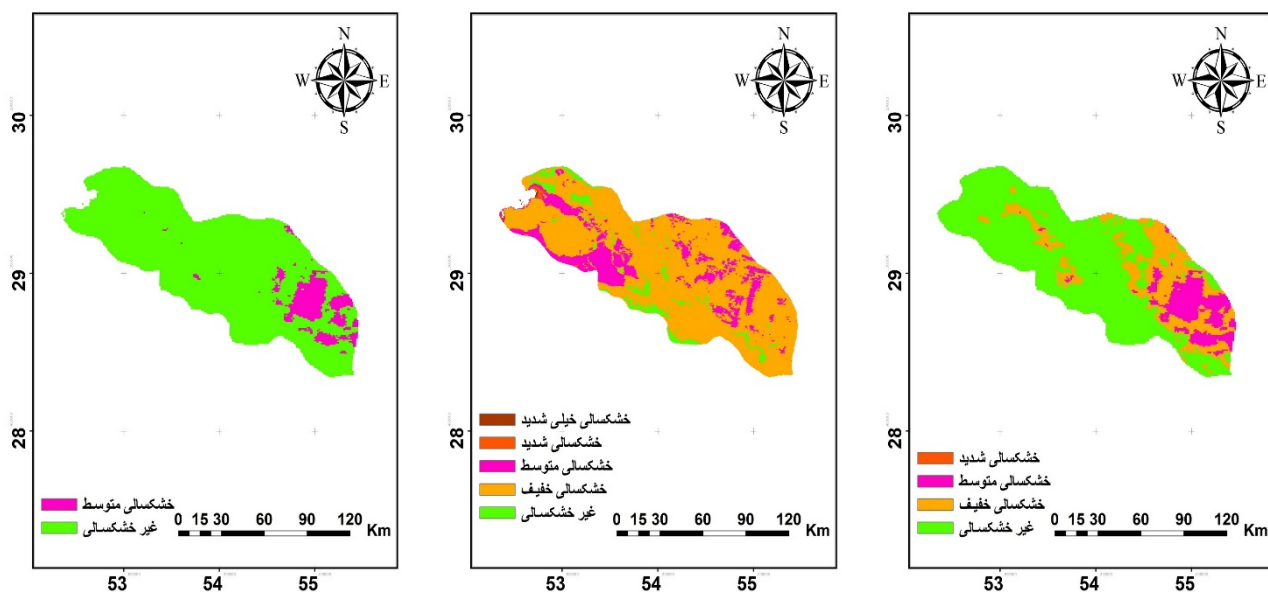 N
W E
S
30
29
28
خشکسالی متوسط
غیر خشکسالی
0 15 30 60 90 120
Km
53 54 55
N
W E
S
30
29
28
خشکسالی خیلی شدید
خشکسالی شدید
خشکسالی متوسط
خشکسالی خفیف
غیر خشکسالی
0 15 30 60 90 120
Km
53 54 55
N
W E
S
30
29
28
خشکسالی شدید
خشکسالی متوسط
خشکسالی خفیف
غیر خشکسالی
0 15 30 60 90 120
Km
53 54 55